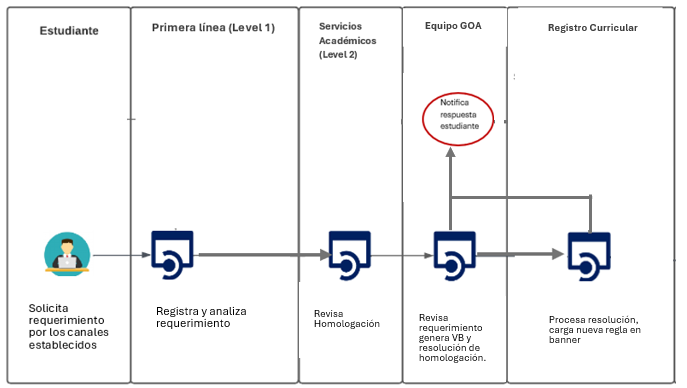 Estudiante
Primera línea (Level 1)
Servicios
Académicos
(Level 2)
Equipo GOA
Registro Curricular
Notifica
respuesta
estudiante
Solicita
requerimiento
por los canales
establecidos
Registra y analiza
requerimiento
Revisa
Homologación
Revisa
requerimiento
genera VB y
resolución de
homologación.
Procesa resolución,
carga nueva regla en
banner